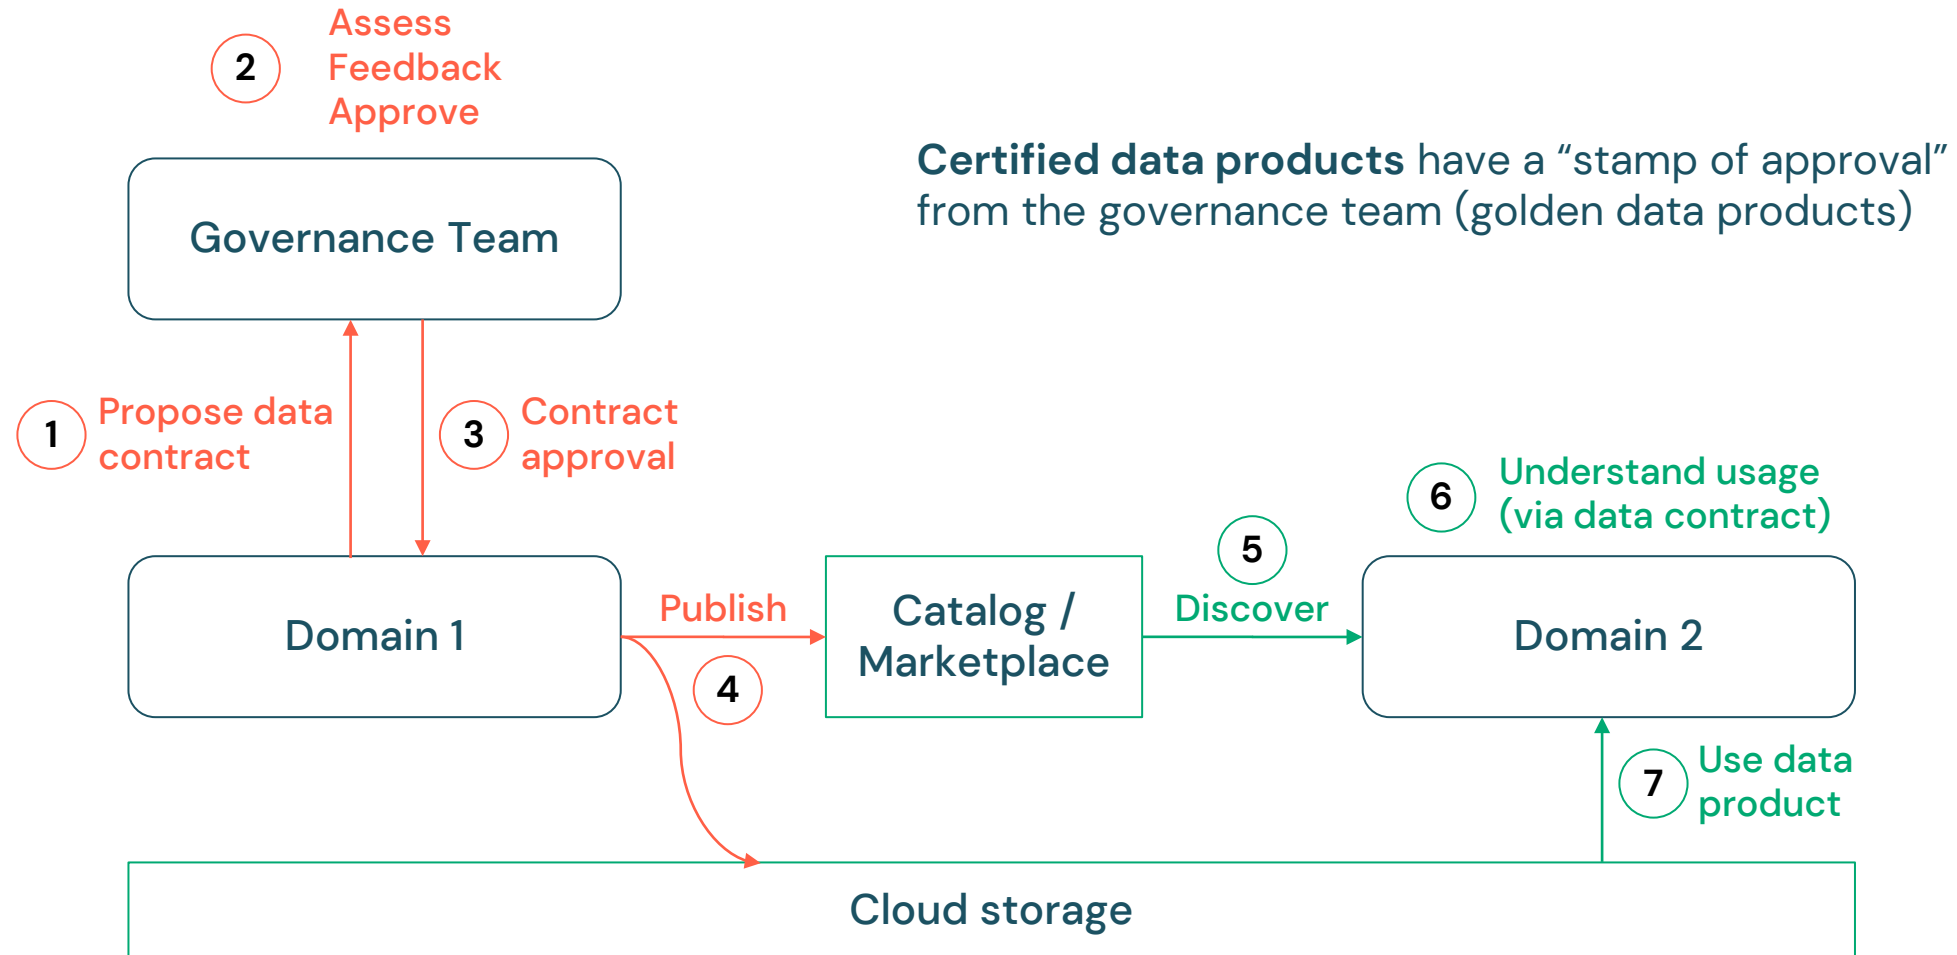 2
Assess
Feedback
Approve
Certified data products have a “stamp of approval”
from the governance team (golden data products)
Governance Team
1
Propose data
contract
3
Contract
approval
6
Understand usage
(via data contract)
Domain 1
Publish
4
Catalog /
Marketplace
5
Discover
Domain 2
7
Use data
product
Cloud storage